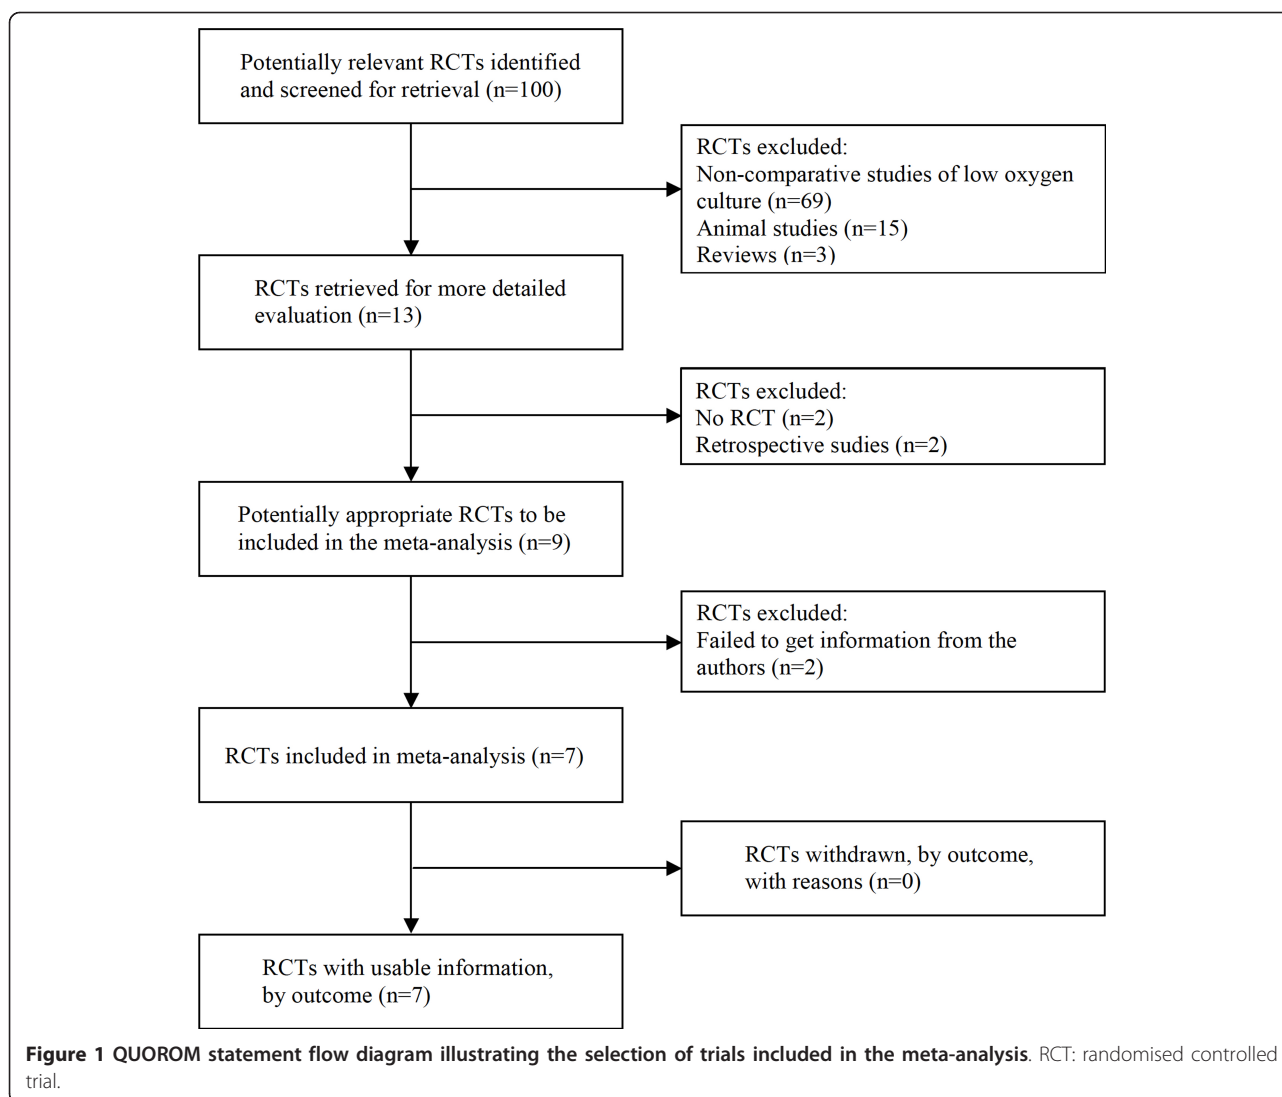 Potentially relevant RCTs identified
and screened for retrieval (n=100)
RCTs excluded:
Non-comparative studies of low oxygen
culture (n=69)
Animal studies (n=15)
Reviews (n=3)
RCTs retrieved for more detailed
evaluation (n=13)
RCTs excluded:
No RCT (n=2)
Retrospective sudies (n=2)
Potentially appropriate RCTs to be
included in the meta-analysis (n=9)
RCTs excluded:
Failed to get information from the
authors (n=2)
RCTs included in meta-analysis (n=7)
RCTs withdrawn, by outcome,
with reasons (n=0)
RCTs with usable information,
by outcome (n=7)
Figure 1 QUOROM statement flow diagram illustrating the selection of trials included in the meta-analysis. RCT: randomised controlled
trial.